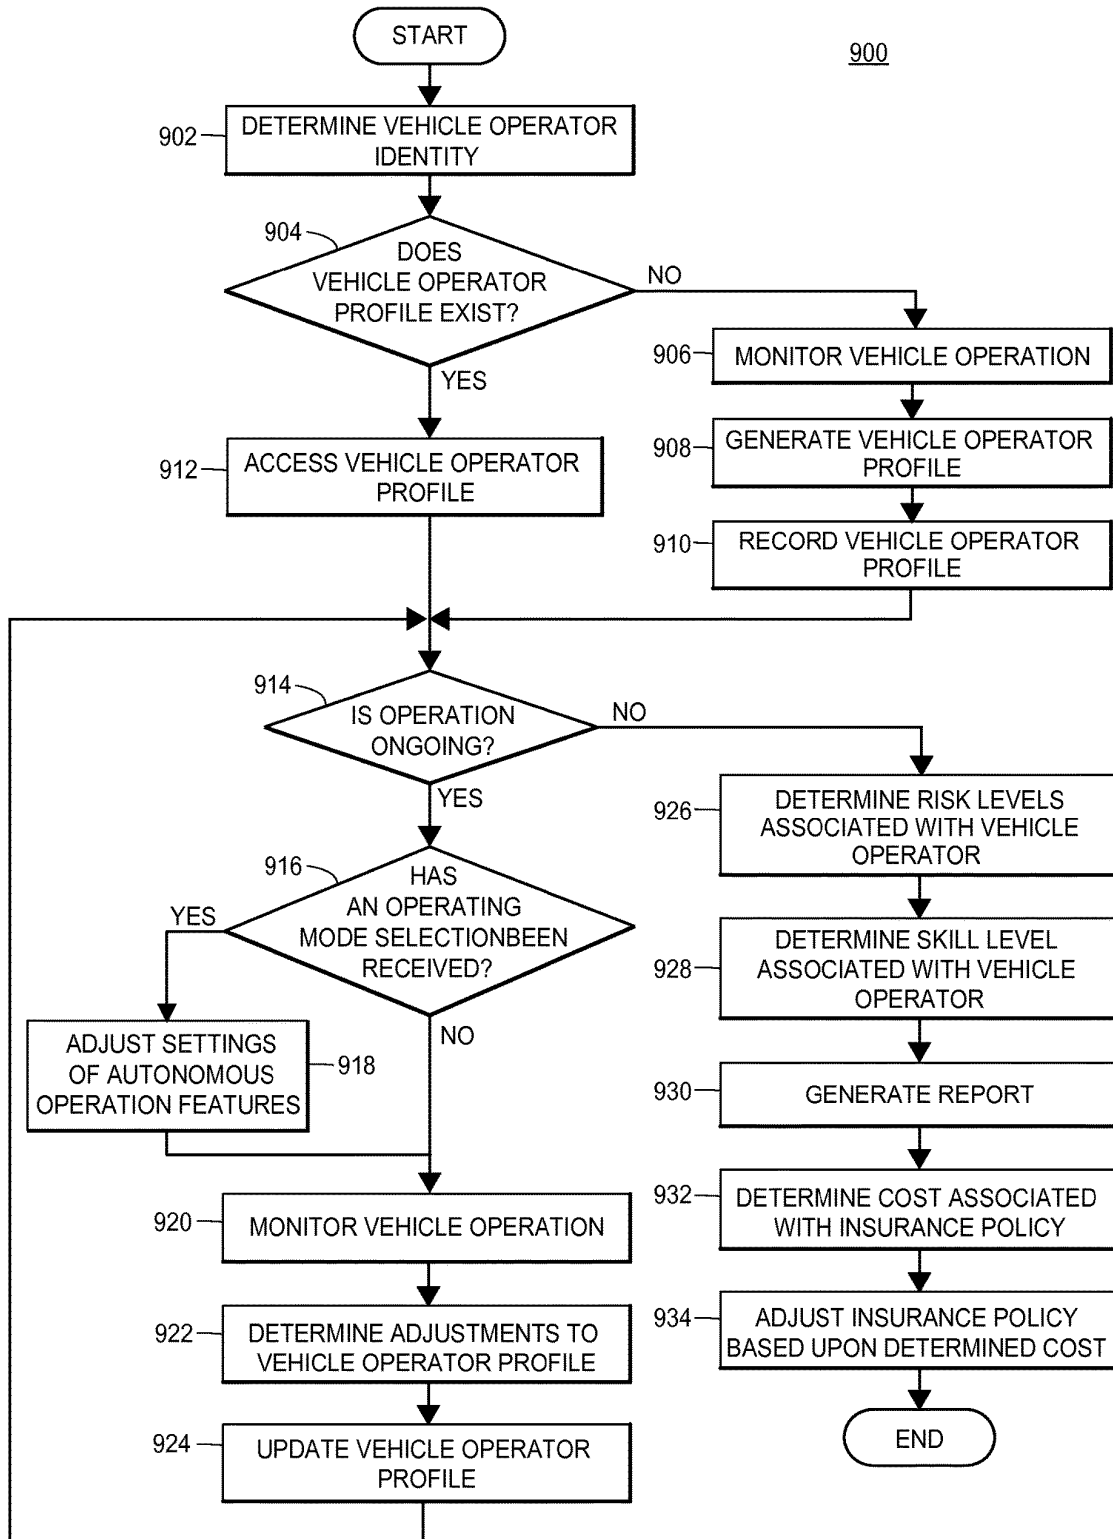 START
900
902
DETERMINE VEHICLE OPERATOR
IDENTITY
904
DOES
VEHICLE OPERATOR
PROFILE EXIST?
NO
YES
906
MONITOR VEHICLE OPERATION
908
GENERATE VEHICLE OPERATOR
PROFILE
910
RECORD VEHICLE OPERATOR
PROFILE
912
ACCESS VEHICLE OPERATOR
PROFILE
914
IS OPERATION
ONGOING?
NO
YES
916
HAS
AN OPERATING
MODE SELECTIONBEEN
RECEIVED?
YES
NO
ADJUST SETTINGS
OF AUTONOMOUS
OPERATION FEATURES
918
920
MONITOR VEHICLE OPERATION
922
DETERMINE ADJUSTMENTS TO
VEHICLE OPERATOR PROFILE
924
UPDATE VEHICLE OPERATOR
PROFILE
926
DETERMINE RISK LEVELS
ASSOCIATED WITH VEHICLE
OPERATOR
928
DETERMINE SKILL LEVEL
ASSOCIATED WITH VEHICLE
OPERATOR
930
GENERATE REPORT
932
DETERMINE COST ASSOCIATED
WITH INSURANCE POLICY
934
ADJUST INSURANCE POLICY
BASED UPON DETERMINED COST
END